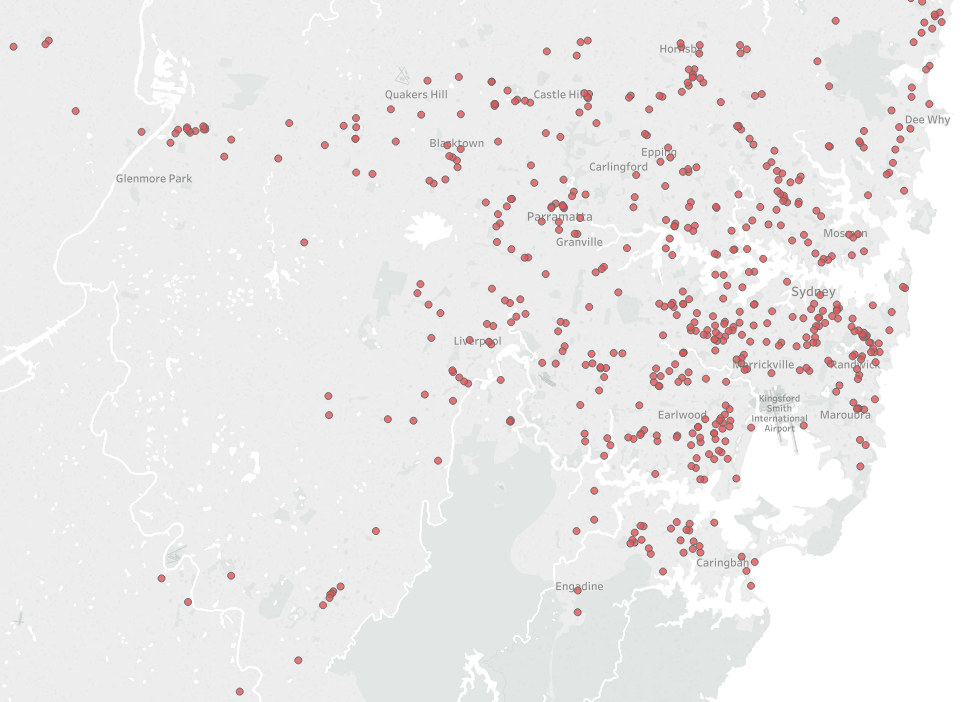 Hornsby
Quakers Hill
Castle Hill
Dee Why
Blacktown
Epping
Carlingford
Glenmore Park
Parramatta
Mosman
Granville
Sydney
Liverpool
Marrickville
Randwick
Kingsford
Smith
International
Airport
Earlwood
Maroubra
Caringbah
Engadine